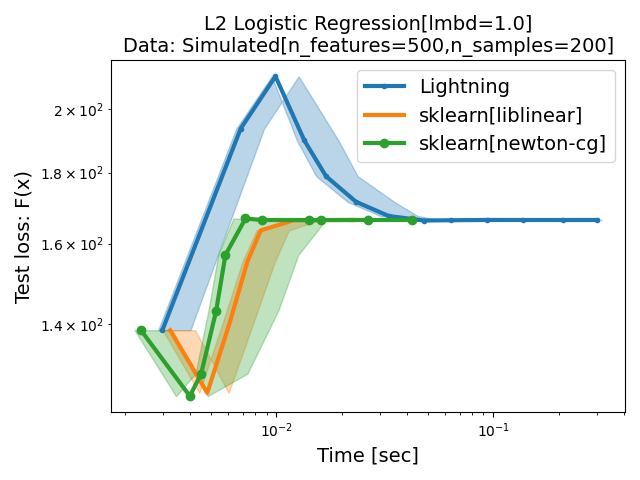 L2 Logistic Regression[lmbd=1.0]
Data: Simulated[n_features=500,n_samples=200]
Lightning
sklearn[liblinear]
sklearn[newton-cg]
Test loss: F(x)
2 × 10²
1.8 × 10²
1.6 × 10²
1.4 × 10²
10⁻²
10⁻¹
Time [sec]